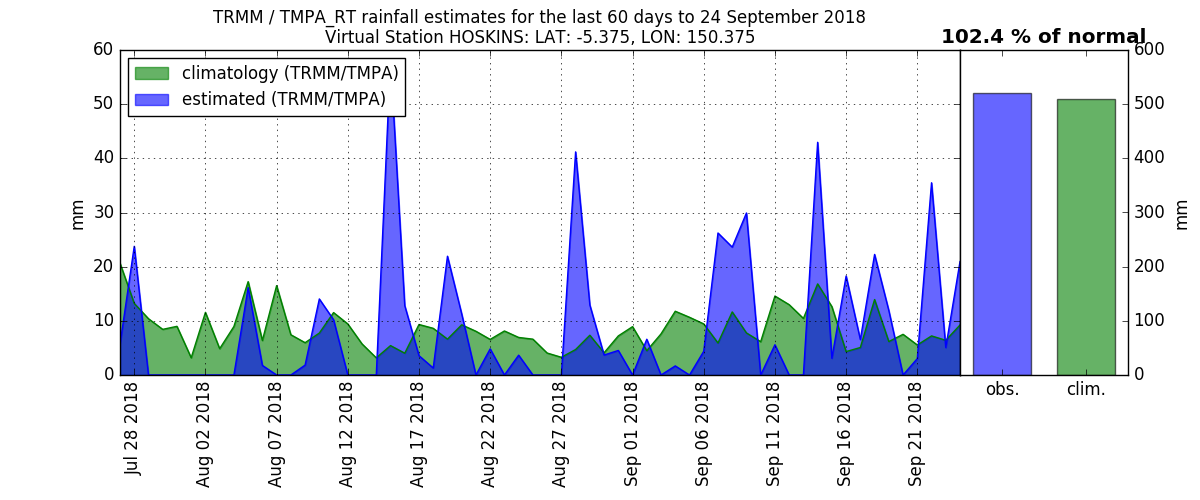 TRMM / TMPA_RT rainfall estimates for the last 60 days to 24 September 2018
Virtual Station HOSKINS: LAT: -5.375, LON: 150.375
102.4 % of normal
climatology (TRMM/TMPA)
estimated (TRMM/TMPA)
60
50
40
30
20
10
0
mm
600
500
400
300
200
100
0
mm
obs.
clim.
Jul 28 2018
Aug 02 2018
Aug 07 2018
Aug 12 2018
Aug 17 2018
Aug 22 2018
Aug 27 2018
Sep 01 2018
Sep 06 2018
Sep 11 2018
Sep 16 2018
Sep 21 2018